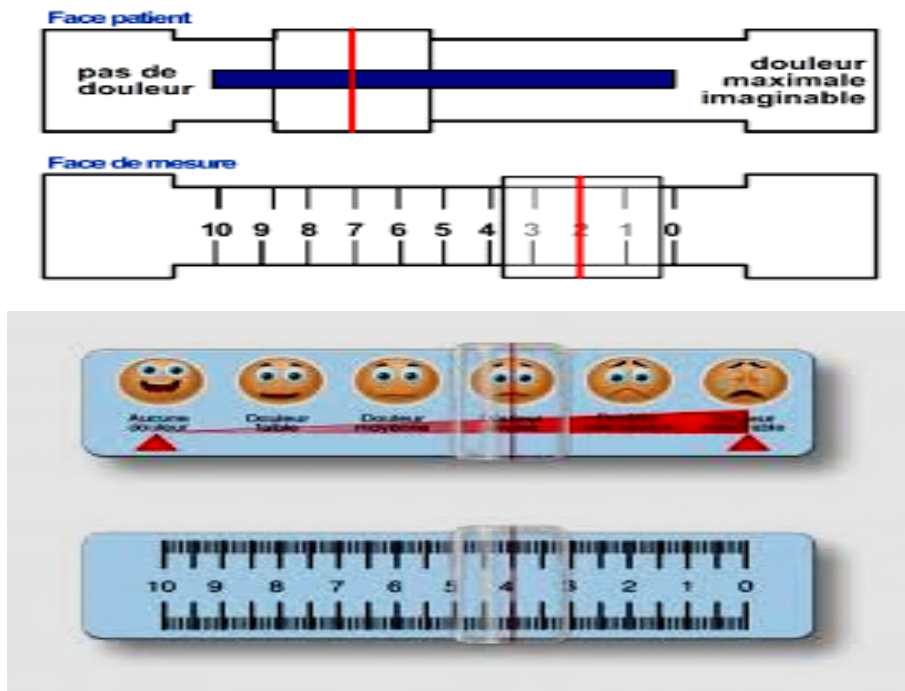 Face patient
pas de
douleur
douleur
maximale
imaginable
Face de mesure
10 9 8 7 6 5 4 3 2 1 0
Aucune
douleur
Douleur
faible
Douleur
moyenne
10 9 8 7 6 5 4 3 2 1 0